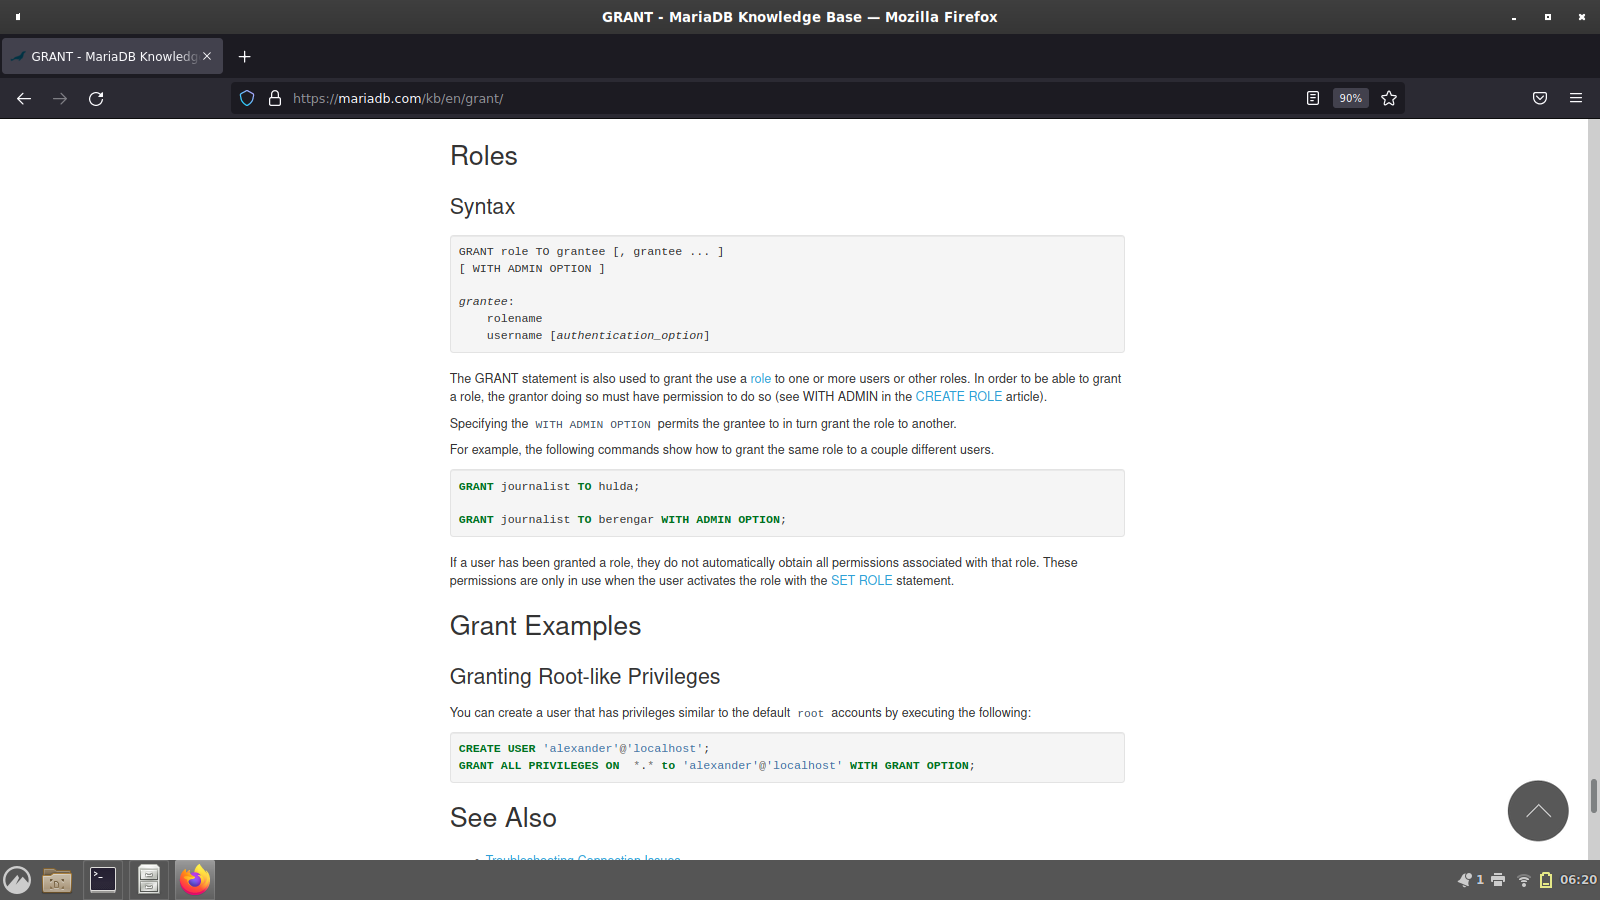 GRANT - MariaDB Knowledge Base — Mozilla Firefox
GRANT - MariaDB Knowledg
https://mariadb.com/kb/en/grant/
90%
Roles
Syntax
GRANT role TO grantee [, grantee ... ]
[ WITH ADMIN OPTION ]
grantee:
rolename
username [authentication_option]
The GRANT statement is also used to grant the use a role to one or more users or other roles. In order to be able to grant
a role, the grantor doing so must have permission to do so (see WITH ADMIN in the CREATE ROLE article).
Specifying the WITH ADMIN OPTION permits the grantee to in turn grant the role to another.
For example, the following commands show how to grant the same role to a couple different users.
GRANT journalist TO hulda;
GRANT journalist TO berengar WITH ADMIN OPTION;
If a user has been granted a role, they do not automatically obtain all permissions associated with that role. These
permissions are only in use when the user activates the role with the SET ROLE statement.
Grant Examples
Granting Root-like Privileges
You can create a user that has privileges similar to the default root accounts by executing the following:
CREATE USER 'alexander'@'localhost';
GRANT ALL PRIVILEGES ON  *.* to 'alexander'@'localhost' WITH GRANT OPTION;
See Also
Troubleshooting Connection Issues
1
06:20